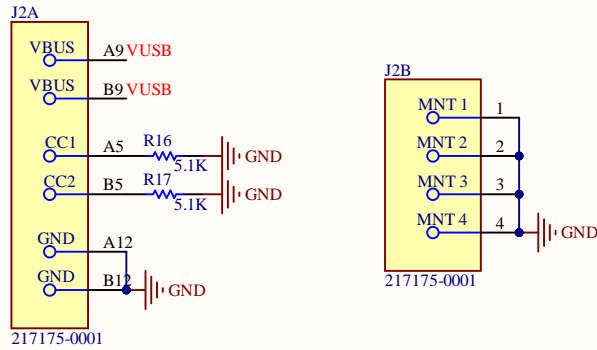 J2A
VBUS A9 VUSB
VBUS B9 VUSB
CC1 A5 R16 5.1K GND
CC2 B5 R17 5.1K GND
GND A12
GND B12 GND
217175-0001
J2B
MNT 1 1
MNT 2 2
MNT 3 3
MNT 4 4 GND
217175-0001